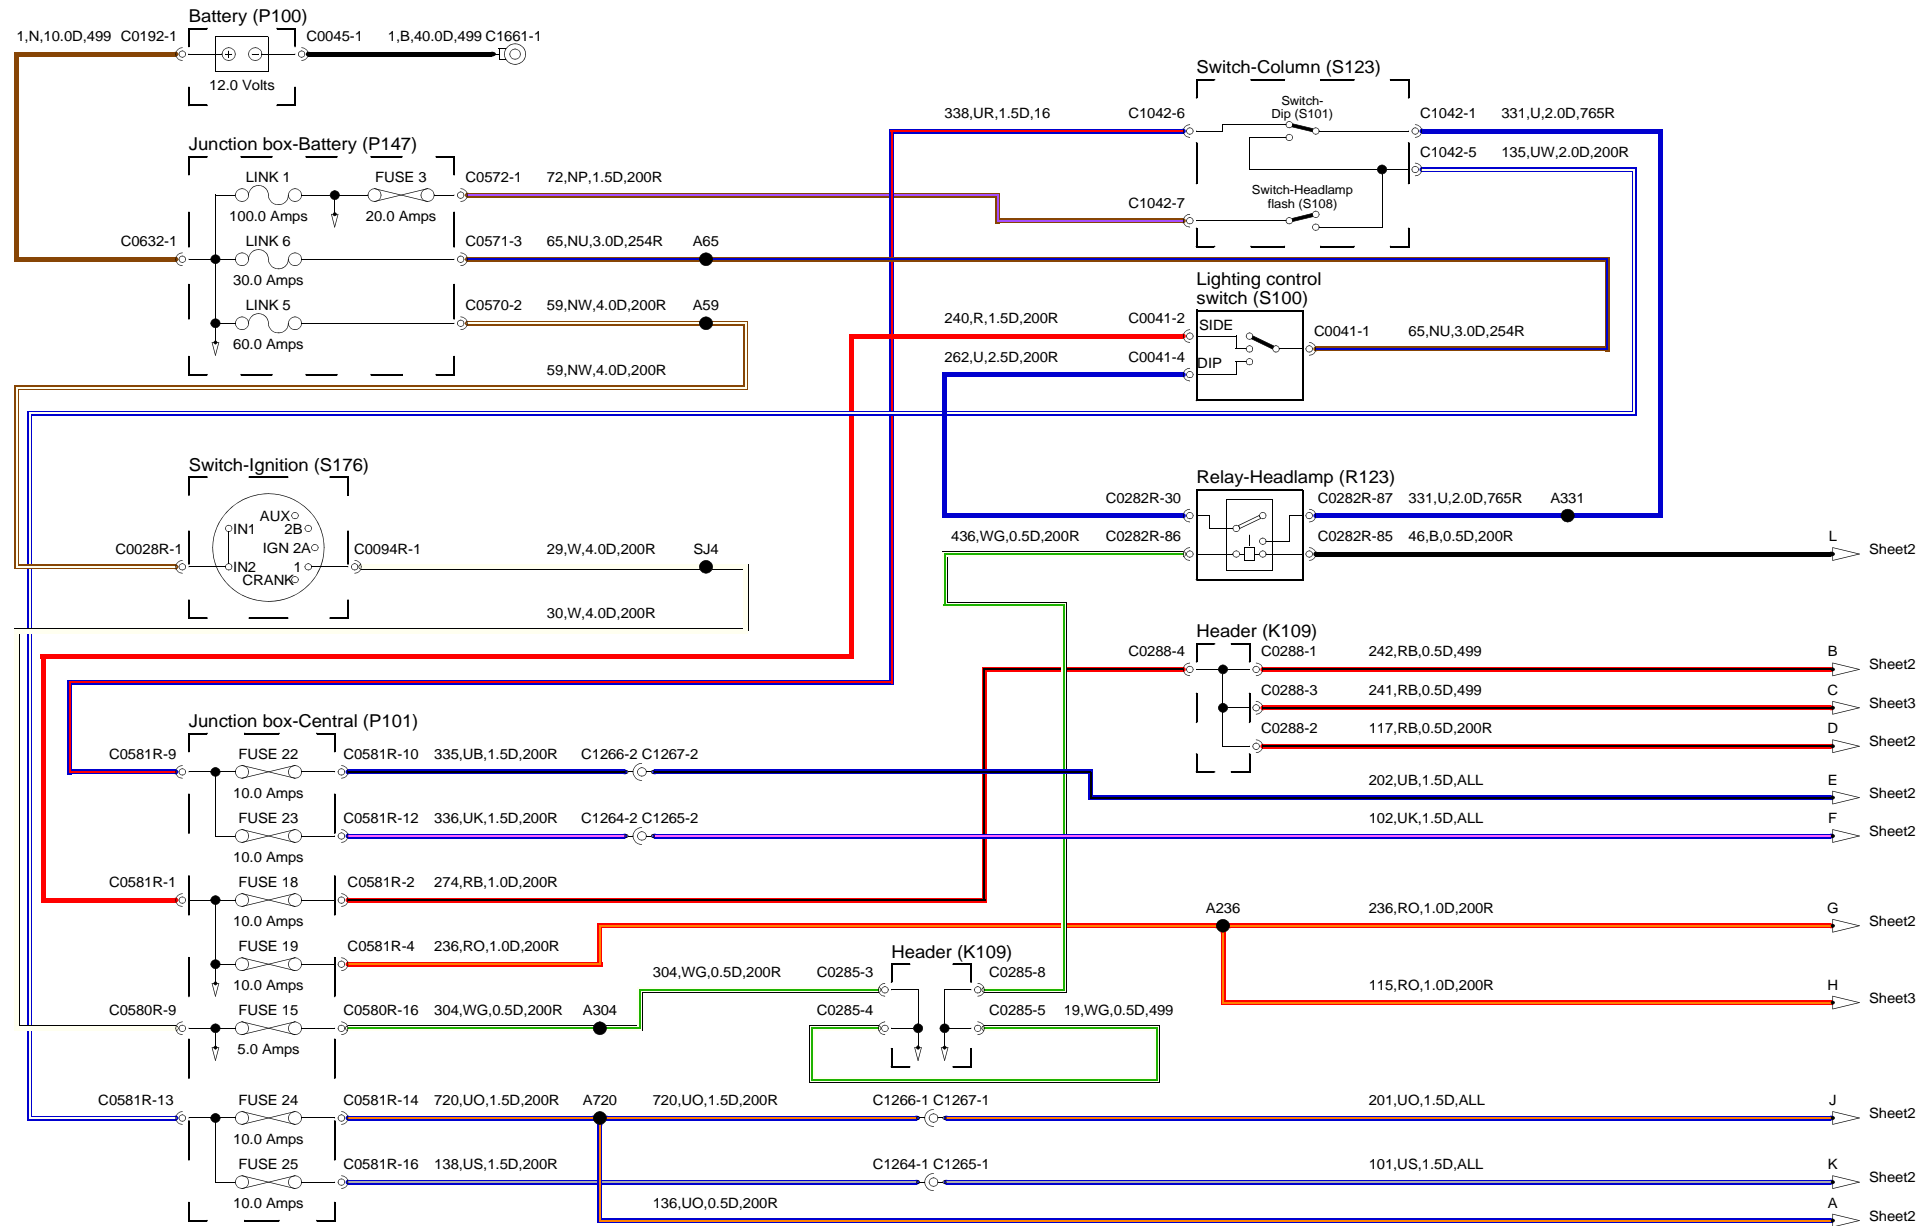 Battery (P100)
1,N,10.0D,499 C0192-1
C0045-1 1,B,40.0D,499 C1661-1
12.0 Volts
Junction box-Battery (P147)
LINK 1
100.0 Amps
FUSE 3
20.0 Amps
C0572-1 72,NP,1.5D,200R
C0632-1
LINK 6
30.0 Amps
C0571-3 65,NU,3.0D,254R A65
LINK 5
60.0 Amps
C0570-2 59,NW,4.0D,200R A59
59,NW,4.0D,200R
Switch-Column (S123)
338,UR,1.5D,16 C1042-6
Switch-
Dip (S101)
C1042-1 331,U,2.0D,765R
C1042-5 135,UW,2.0D,200R
C1042-7
Switch-Headlamp
flash (S108)
Lighting control
switch (S100)
240,R,1.5D,200R C0041-2
SIDE
C0041-1 65,NU,3.0D,254R
262,U,2.5D,200R C0041-4
DIP
Switch-Ignition (S176)
AUX
IN1
2B
IGN 2A
IN2
1
CRANK
C0028R-1
C0094R-1
29,W,4.0D,200R SJ4
30,W,4.0D,200R
Relay-Headlamp (R123)
C0282R-30
C0282R-87 331,U,2.0D,765R A331
436,WG,0.5D,200R C0282R-86
C0282R-85 46,B,0.5D,200R
L Sheet2
Header (K109)
C0288-4
C0288-1 242,RB,0.5D,499 B Sheet2
C0288-3 241,RB,0.5D,499 C Sheet3
C0288-2 117,RB,0.5D,200R D Sheet2
Junction box-Central (P101)
C0581R-9
FUSE 22
10.0 Amps
C0581R-10 335,UB,1.5D,200R C1266-2 C1267-2
202,UB,1.5D,ALL E Sheet2
FUSE 23
10.0 Amps
C0581R-12 336,UK,1.5D,200R C1264-2 C1265-2
102,UK,1.5D,ALL F Sheet2
C0581R-1
FUSE 18
10.0 Amps
C0581R-2 274,RB,1.0D,200R
FUSE 19
10.0 Amps
C0581R-4 236,RO,1.0D,200R
A236 236,RO,1.0D,200R G Sheet2
115,RO,1.0D,200R H Sheet3
C0580R-9
FUSE 15
5.0 Amps
C0580R-16 304,WG,0.5D,200R A304
304,WG,0.5D,200R
Header (K109)
C0285-3
C0285-8
C0285-4
C0285-5 19,WG,0.5D,499
C0581R-13
FUSE 24
10.0 Amps
C0581R-14 720,UO,1.5D,200R A720 720,UO,1.5D,200R C1266-1 C1267-1 201,UO,1.5D,ALL J Sheet2
FUSE 25
10.0 Amps
C0581R-16 138,US,1.5D,200R C1264-1 C1265-1 101,US,1.5D,ALL K Sheet2
136,UO,0.5D,200R A Sheet2